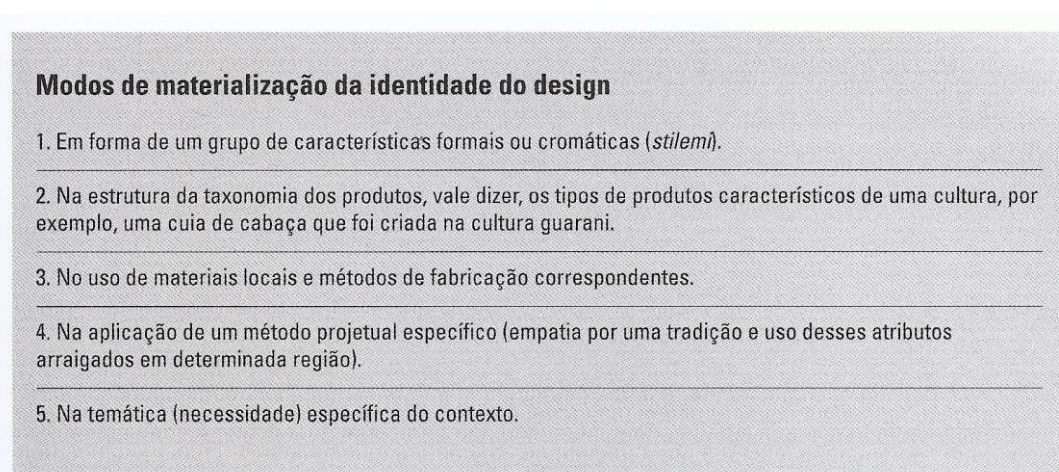 Modos de materialização da identidade do design
1. Em forma de um grupo de características formais ou cromáticas (stilemi).
2. Na estrutura da taxonomia dos produtos, vale dizer, os tipos de produtos característicos de uma cultura, por
exemplo, uma cuia de cabaça que foi criada na cultura guarani.
3. No uso de materiais locais e métodos de fabricação correspondentes.
4. Na aplicação de um método projetual específico (empatia por uma tradição e uso desses atributos
arraigados em determinada região).
5. Na temática (necessidade) específica do contexto.